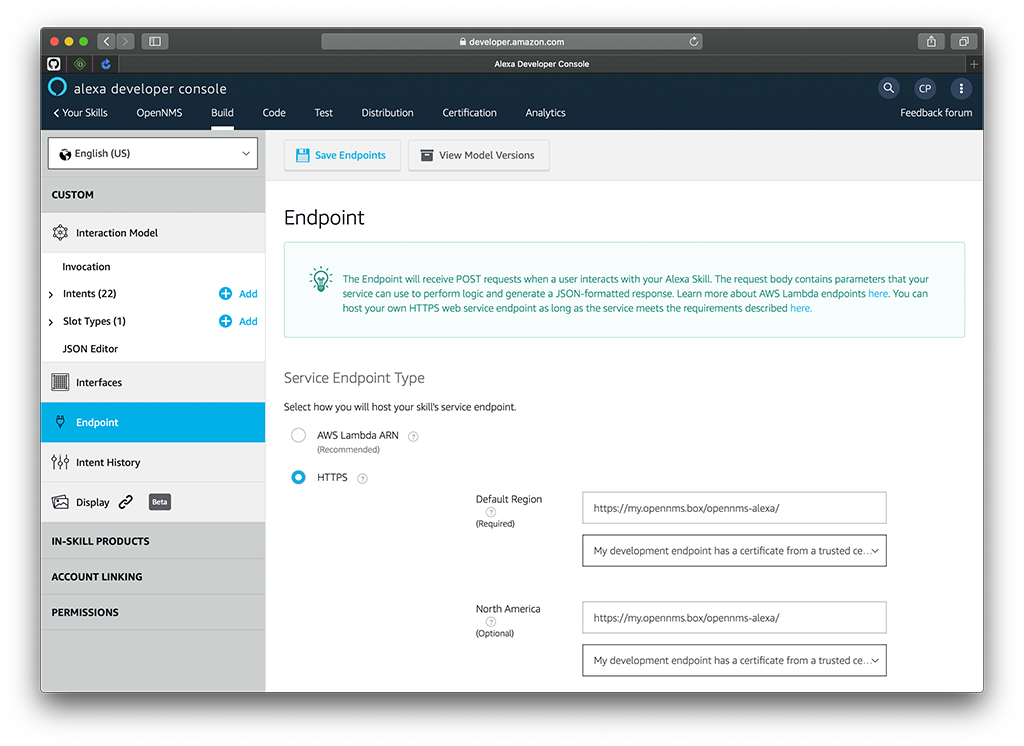 developer.amazon.com
Alexa Developer Console
alexa developer console
CP
Your Skills
OpenNMS
Build
Code
Test
Distribution
Certification
Analytics
Feedback forum
English (US)
Save Endpoints
View Model Versions
CUSTOM
Interaction Model
Invocation
Intents (22)
Add
Slot Types (1)
Add
JSON Editor
Interfaces
Endpoint
Intent History
Display
Beta
IN-SKILL PRODUCTS
ACCOUNT LINKING
PERMISSIONS
Endpoint
The Endpoint will receive POST requests when a user interacts with your Alexa Skill. The request body contains parameters that your
service can use to perform logic and generate a JSON-formatted response. Learn more about AWS Lambda endpoints here. You can
host your own HTTPS web service endpoint as long as the service meets the requirements described here.
Service Endpoint Type
Select how you will host your skill's service endpoint.
AWS Lambda ARN ?
(Recommended)
HTTPS ?
Default Region
?
(Required)
https://my.opennms.box/opennms-alexa/
My development endpoint has a certificate from a trusted ce...
North America
?
(Optional)
https://my.opennms.box/opennms-alexa/
My development endpoint has a certificate from a trusted ce...